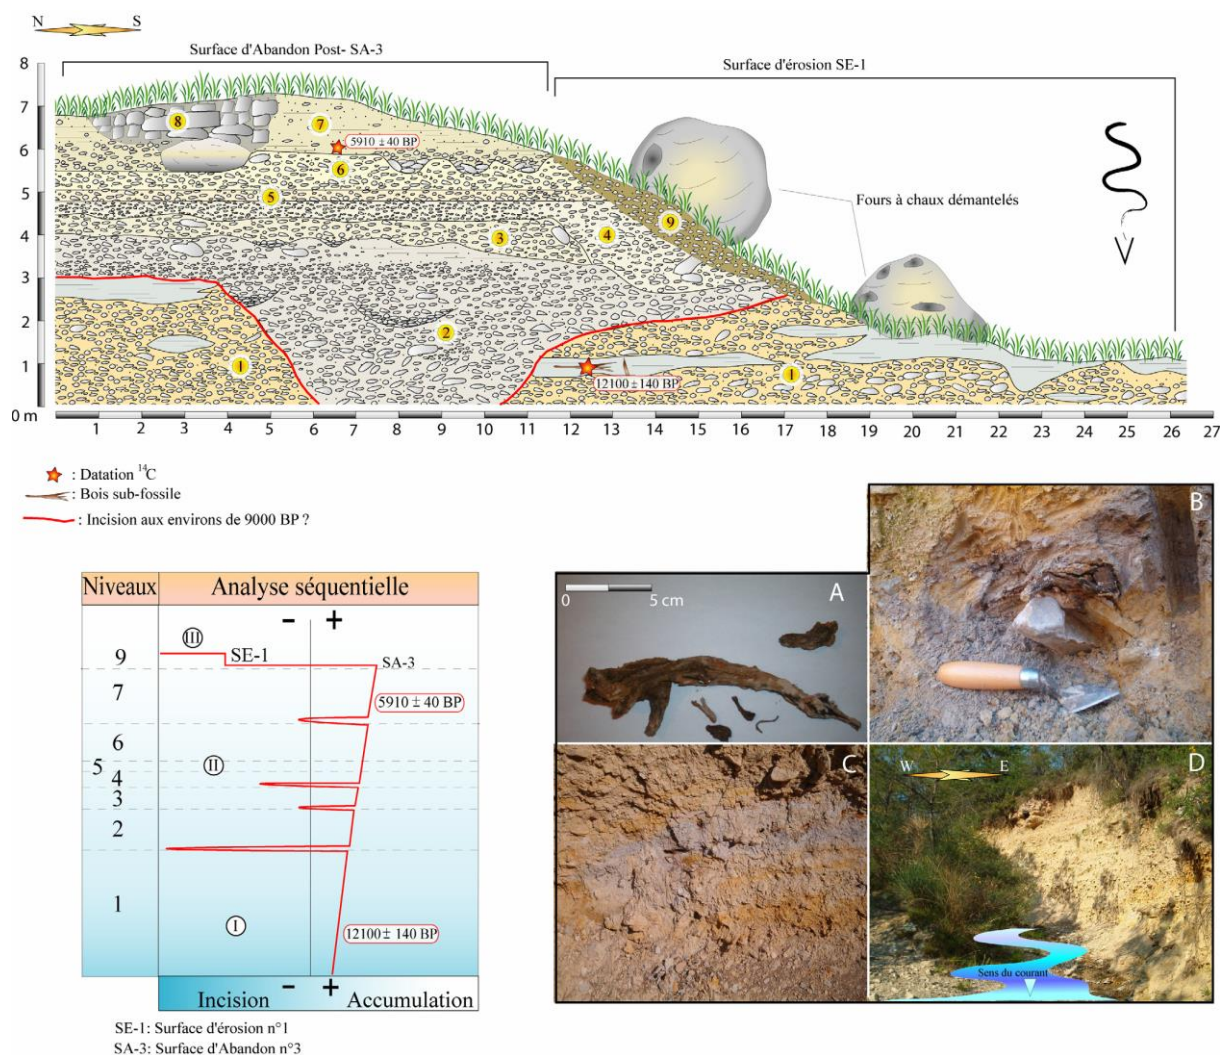 N S
Surface d'Abandon Post- SA-3
Surface d'érosion SE-1
8
7
6
5
4
3
2
1
0 m
8
7
5910 ± 40 BP
6
5
3
4
9
2
1
12100 ± 140 BP
1
Fours à chaux démantelés
1 2 3 4 5 6 7 8 9 10 11 12 13 14 15 16 17 18 19 20 21 22 23 24 25 26 27
: Datation 14C
: Bois sub-fossile
: Incision aux environs de 9000 BP ?
Niveaux Analyse séquentielle
- +
III
9 SE-1 SA-3
7 5910 ± 40 BP
6
5 II
4
3
2
1
I 12100 ± 140 BP
Incision - + Accumulation
SE-1: Surface d'érosion n°1
SA-3: Surface d'Abandon n°3
A
0 5 cm
B
C
D
W E
Sens du courant